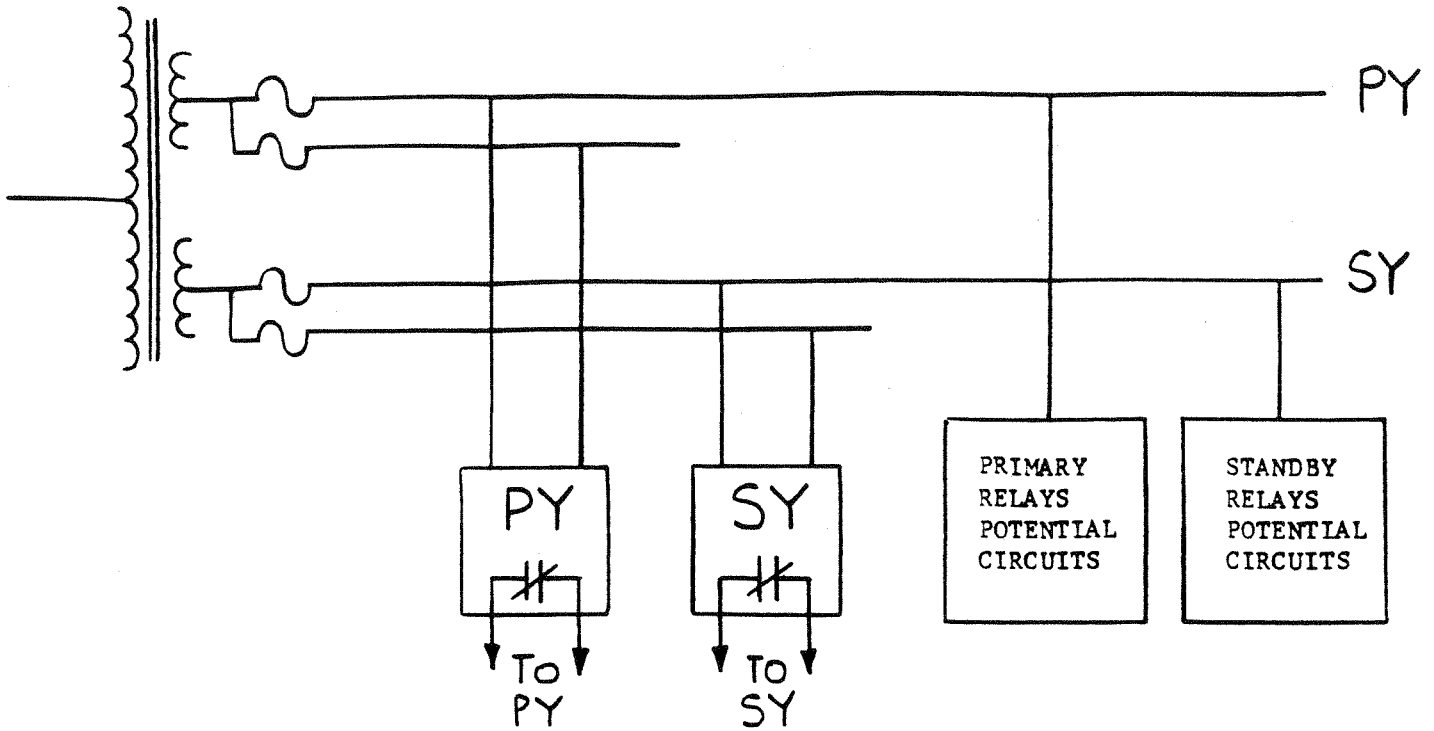 PY
SY
PY
SY
PRIMARY
RELAYS
POTENTIAL
CIRCUITS
STANDBY
RELAYS
POTENTIAL
CIRCUITS
TO
PY
TO
SY